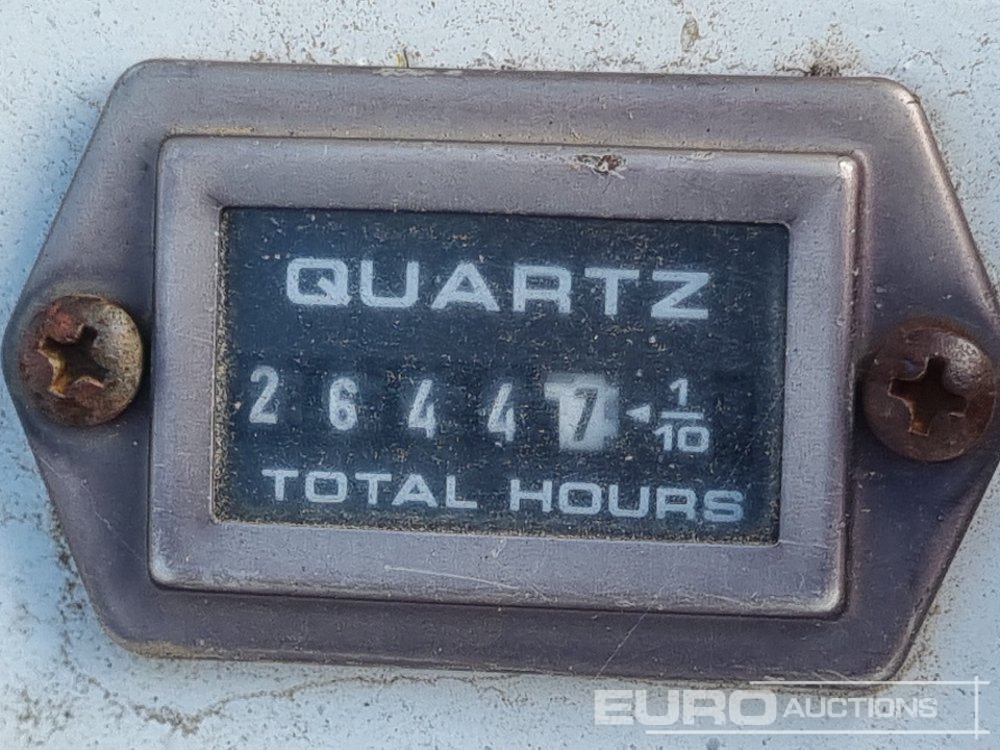 QUARTZ
2 6 4 4 7 ◄ 1/10
TOTAL HOURS
EURO AUCTIONS